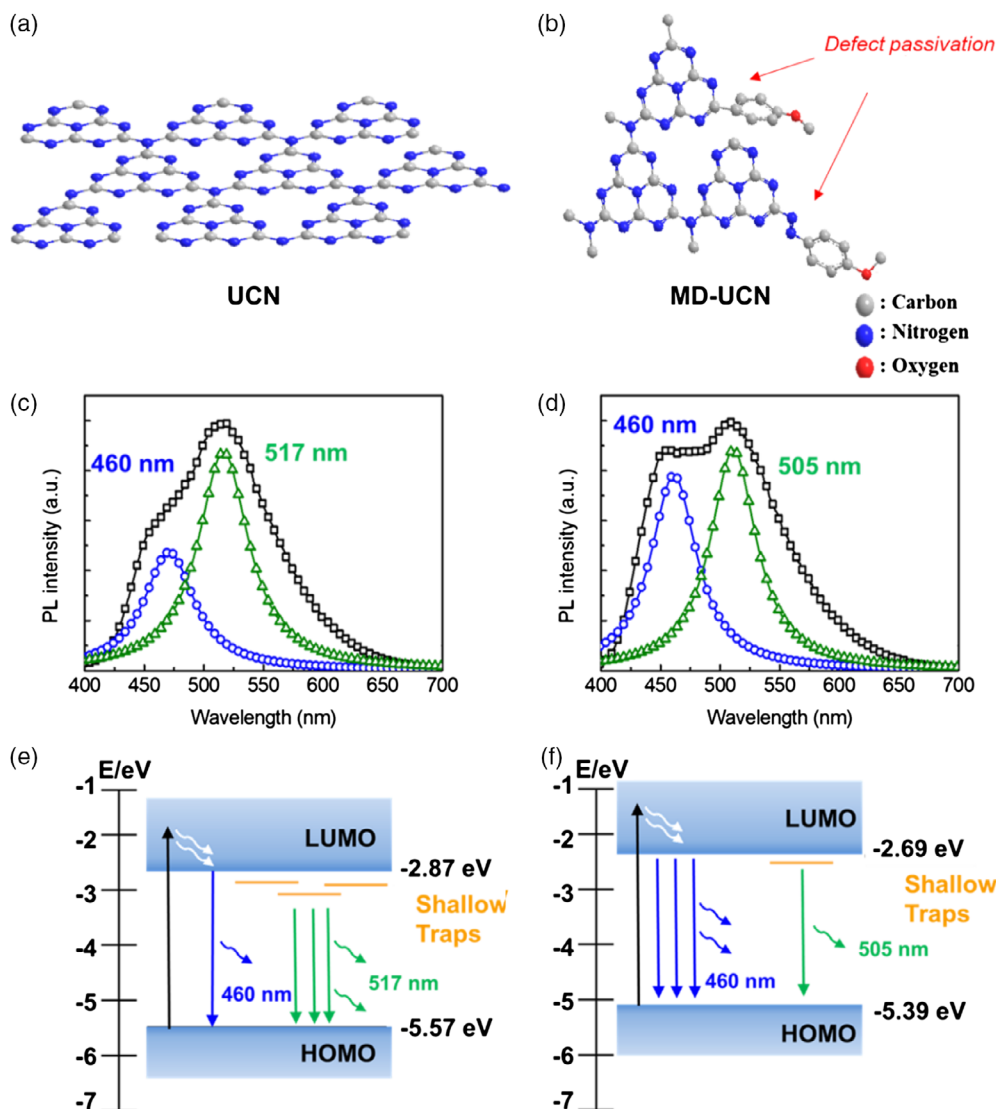 (a)
(b)
Defect passivation
UCN
MD-UCN
: Carbon
: Nitrogen
: Oxygen
(c)
460 nm
517 nm
PL intensity (a.u.)
400 450 500 550 600 650 700
Wavelength (nm)
(d)
460 nm
505 nm
PL intensity (a.u.)
400 450 500 550 600 650 700
Wavelength (nm)
(e)
E/eV
-1
-2
-3
-4
-5
-6
-7
LUMO
-2.87 eV
Shallow
Traps
517 nm
460 nm
-5.57 eV
HOMO
(f)
E/eV
-1
-2
-3
-4
-5
-6
-7
LUMO
-2.69 eV
Shallow
Traps
505 nm
460 nm
-5.39 eV
HOMO